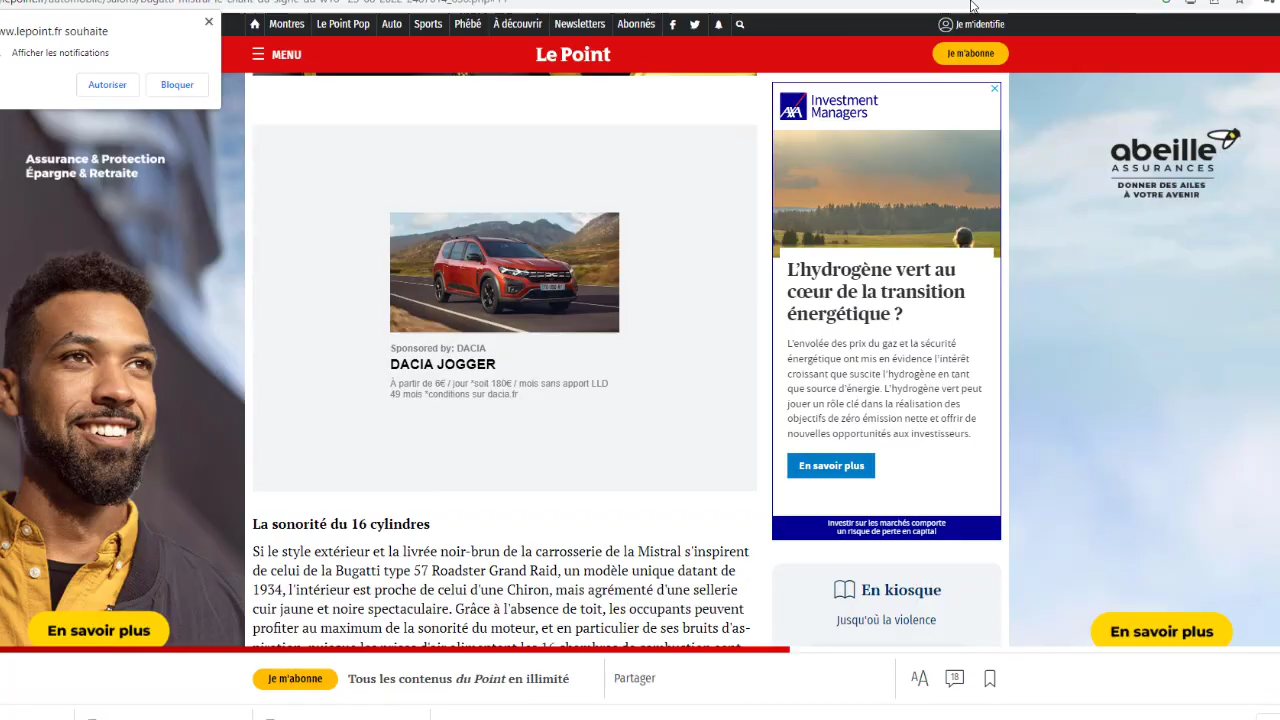 Montres Le Point Pop Auto Sports Phébé À découvrir Newsletters Abonnés Je m'identifie
ww.lepoint.fr souhaite
Afficher les notifications
Autoriser Bloquer
MENU
Le Point
Je m'abonne
Assurance & Protection
Épargne & Retraite
En savoir plus
Sponsored by: DACIA
DACIA JOGGER
À partir de 6€ / jour *soit 180€ / mois sans apport LLD
49 mois *conditions sur dacia.fr
La sonorité du 16 cylindres
Si le style extérieur et la livrée noir-brun de la carrosserie de la Mistral s'inspirent
de celui de la Bugatti type 57 Roadster Grand Raid, un modèle unique datant de
1934, l'intérieur est proche de celui d'une Chiron, mais agrémenté d'une sellerie
cuir jaune et noire spectaculaire. Grâce à l'absence de toit, les occupants peuvent
profiter au maximum de la sonorité du moteur, et en particulier de ses bruits d'as-
AXA Investment
Managers
L'hydrogène vert au
cœur de la transition
énergétique ?
L'envolée des prix du gaz et la sécurité
énergétique ont mis en évidence l'intérêt
croissant que suscite l'hydrogène en tant
que source d'énergie. L'hydrogène vert peut
jouer un rôle clé dans la réalisation des
objectifs de zéro émission nette et offrir de
nouvelles opportunités aux investisseurs.
En savoir plus
Investir sur les marchés comporte
un risque de perte en capital
En kiosque
Jusqu'où la violence
abeille
ASSURANCES
DONNER DES AILES
À VOTRE AVENIR
En savoir plus
Je m'abonne Tous les contenus du Point en illimité
Partager
AA 18